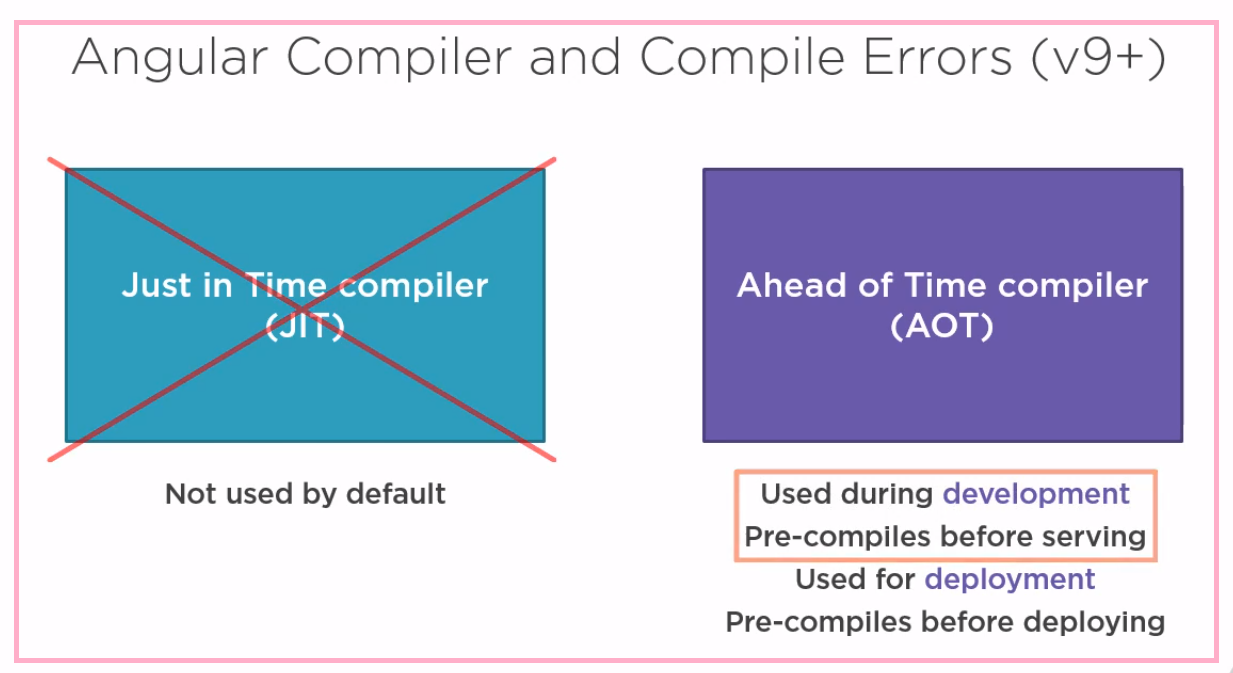 Angular Compiler and Compile Errors (v9+)
Just in Time compiler
(JIT)
Not used by default
Ahead of Time compiler
(AOT)
Used during development
Pre-compiles before serving
Used for deployment
Pre-compiles before deploying